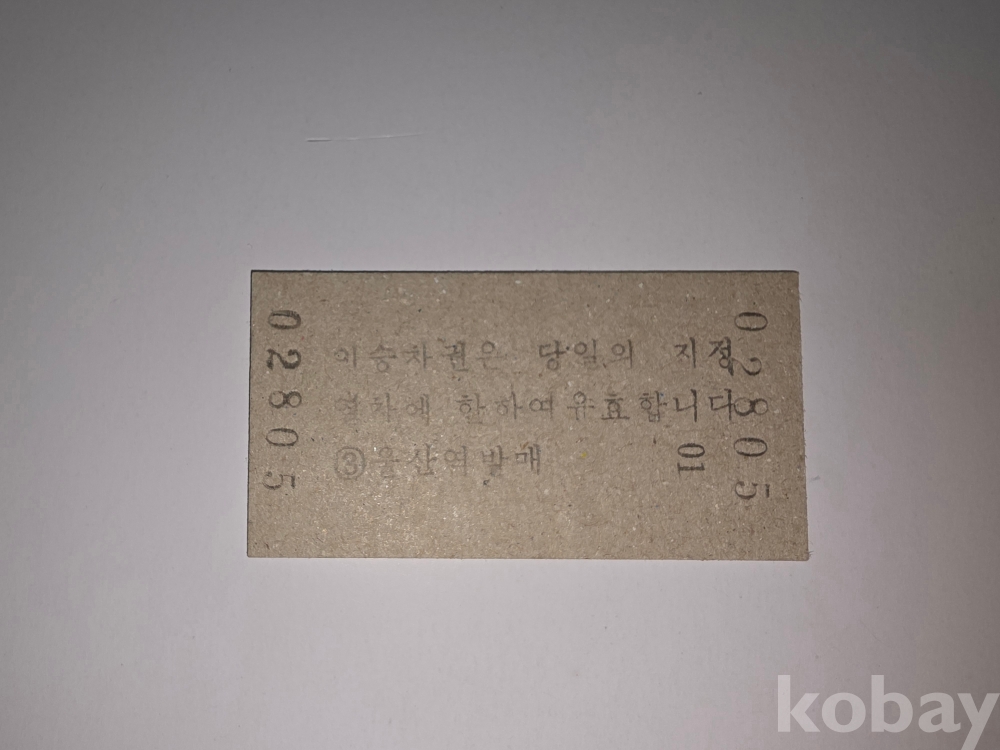 02805
이승차권은 당일의 지정
열차에 한하여유효합니다
③울산역발매
01
02805
kobay